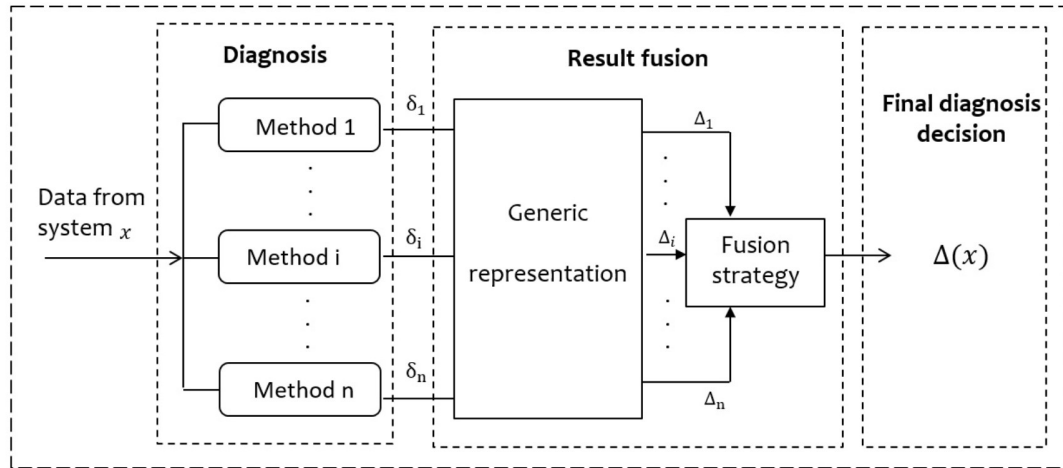 Diagnosis
Result fusion
Final diagnosis
decision
Data from
system x
Method 1
.
.
.
Method i
.
.
.
Method n
δ₁
δᵢ
δₙ
Generic
representation
Δ₁
.
.
.
Δᵢ
.
.
.
Δₙ
Fusion
strategy
Δ(x)